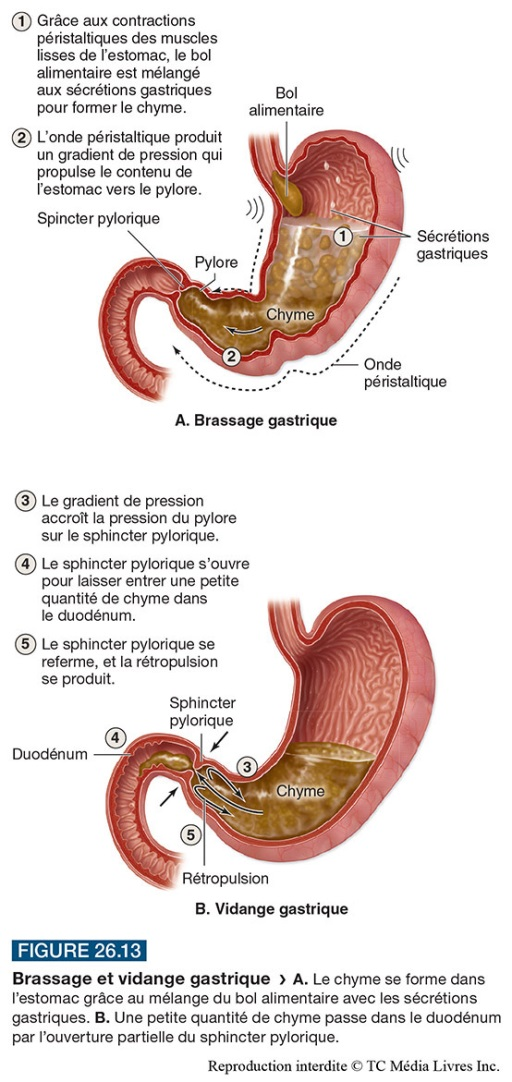 1 Grâce aux contractions
péristaltiques des muscles
lisses de l'estomac, le bol
alimentaire est mélangé
aux sécrétions gastriques
pour former le chyme.
2 L'onde péristaltique produit
un gradient de pression qui
propulse le contenu de
l'estomac vers le pylore.
Bol
alimentaire
Spincter pylorique
Pylore
1
Sécrétions
gastriques
Chyme
2
Onde
péristaltique
A. Brassage gastrique
3 Le gradient de pression
accroît la pression du pylore
sur le sphincter pylorique.
4 Le sphincter pylorique s'ouvre
pour laisser entrer une petite
quantité de chyme dans
le duodénum.
5 Le sphincter pylorique se
referme, et la rétropulsion
se produit.
Sphincter
pylorique
4
Duodénum
3
Chyme
5
Rétropulsion
B. Vidange gastrique
FIGURE 26.13
Brassage et vidange gastrique › A. Le chyme se forme dans
l'estomac grâce au mélange du bol alimentaire avec les sécrétions
gastriques. B. Une petite quantité de chyme passe dans le duodénum
par l'ouverture partielle du sphincter pylorique.
Reproduction interdite © TC Média Livres Inc.